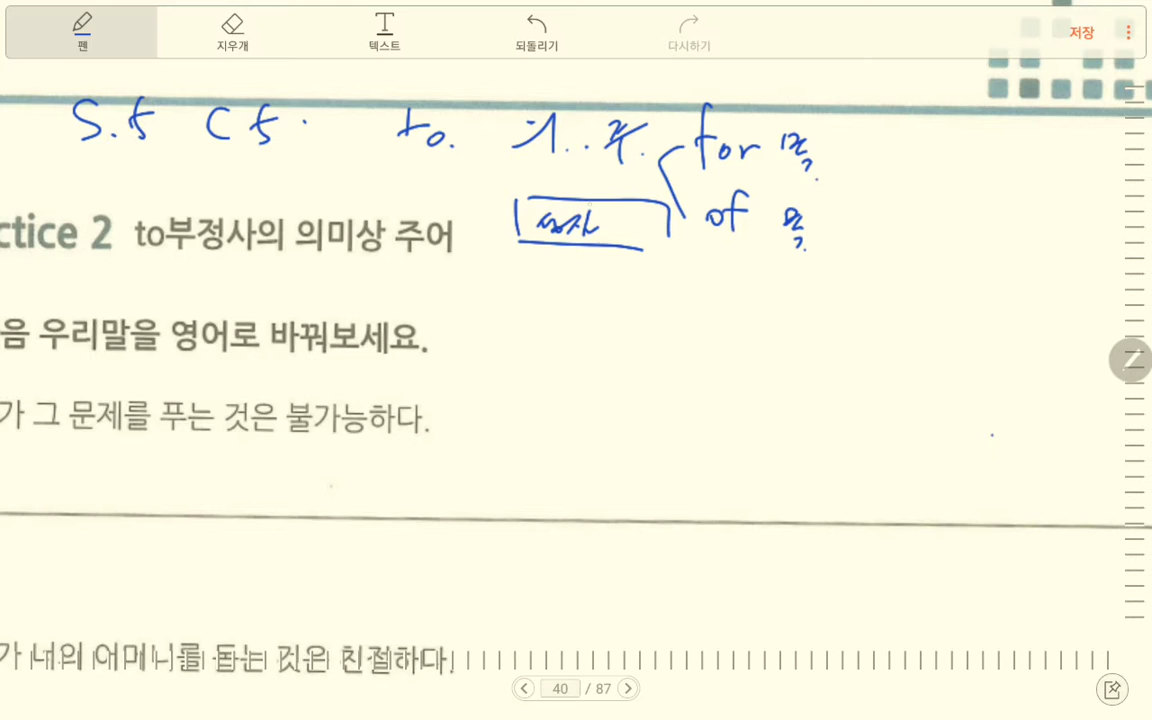 펜 지우개 텍스트 되돌리기 다시하기 저장
to. for
of
ctice 2 to부정사의 의미상 주어
음 우리말을 영어로 바꿔보세요.
가 그 문제를 푸는 것은 불가능하다.
가 너의 어머니를 돕는 것은 친절하다.
40 / 87